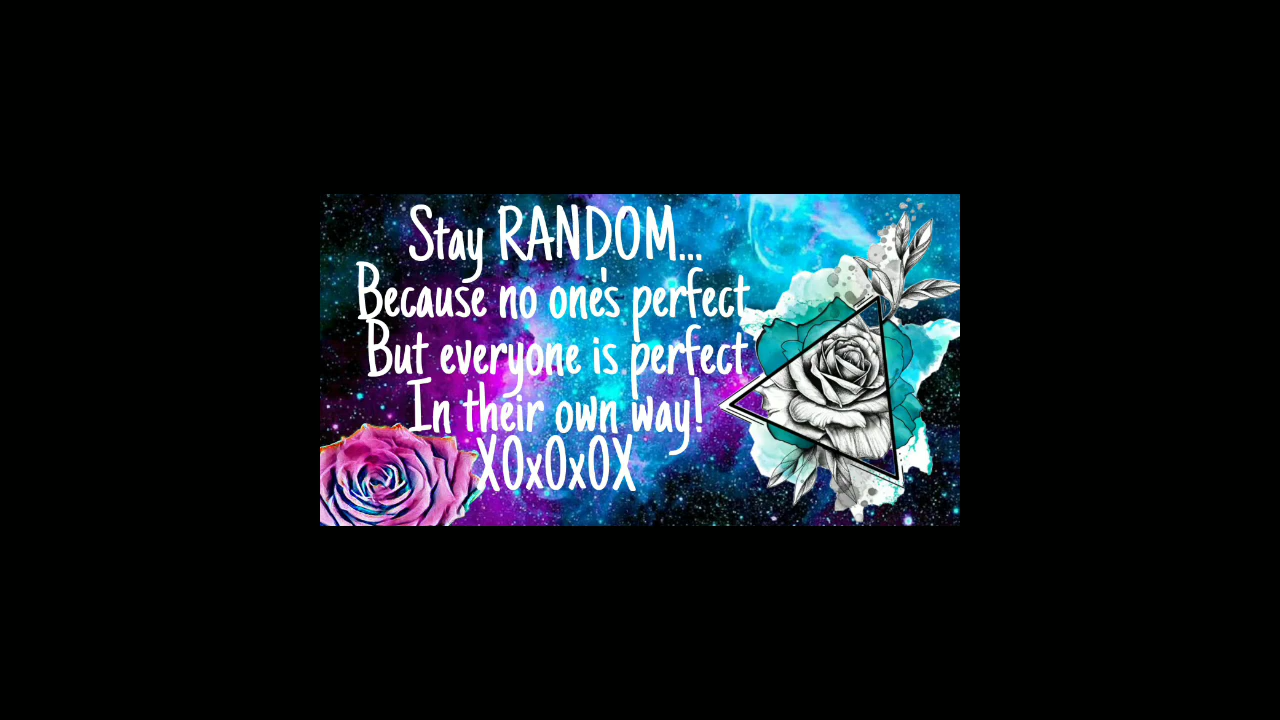 Stay RANDOM...
Because no one's perfect
But everyone is perfect
In their own way!
XOxOxOX